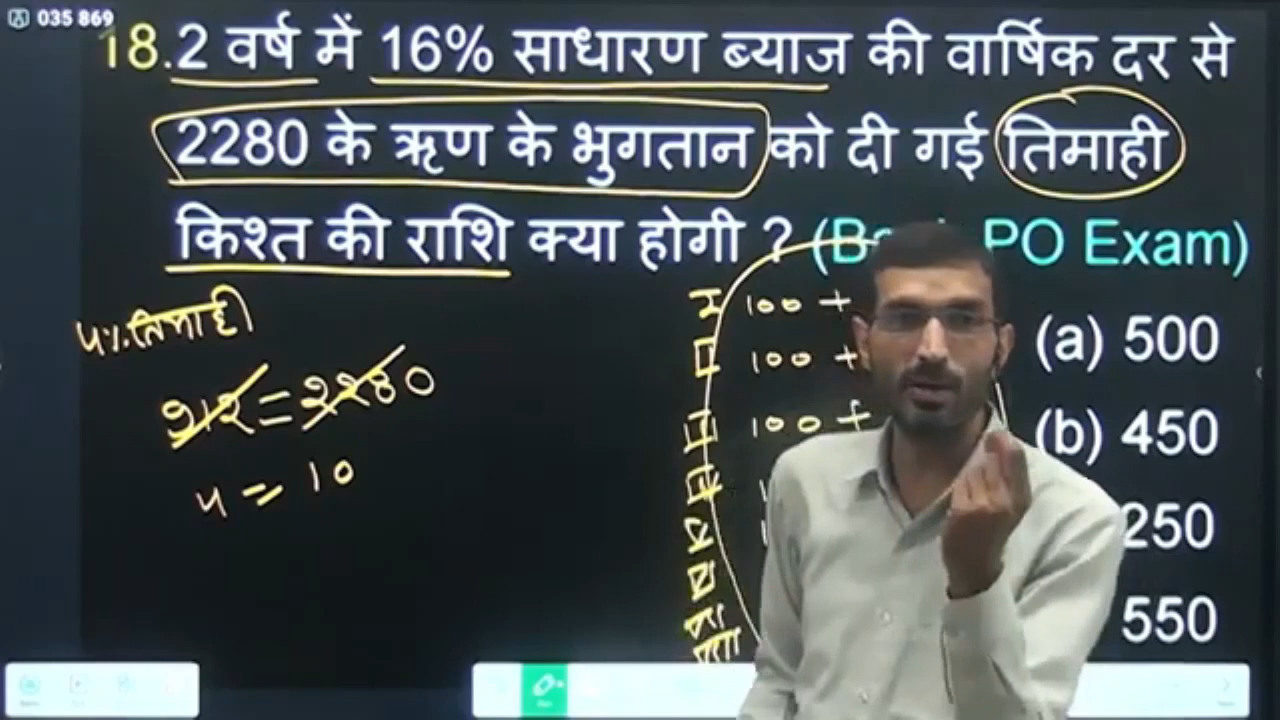 035 869
18. 2 वर्ष में 16% साधारण ब्याज की वार्षिक दर से
2280 के ऋण के भुगतान को दी गई तिमाही
किश्त की राशि क्या होगी ? PO Exam)
4% तिमाही
912 = 2280
4 = 10
100 +
100 +
100 +
(a) 500
(b) 450
250
550